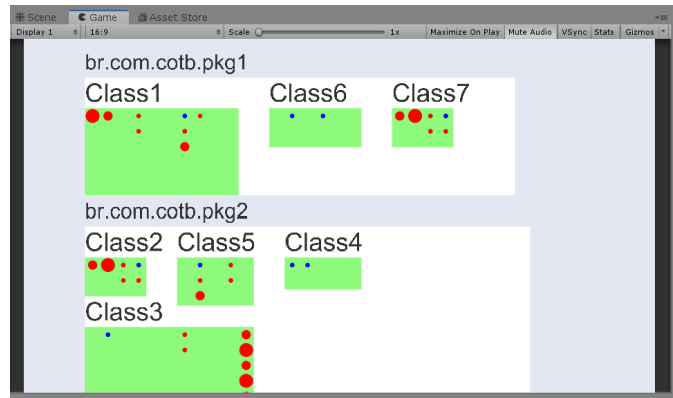 Scene Game Asset Store
Display 1 16:9 Scale 1x Maximize On Play Mute Audio VSync Stats Gizmos
br.com.cotb.pkg1
Class1 Class6 Class7
br.com.cotb.pkg2
Class2 Class5 Class4
Class3